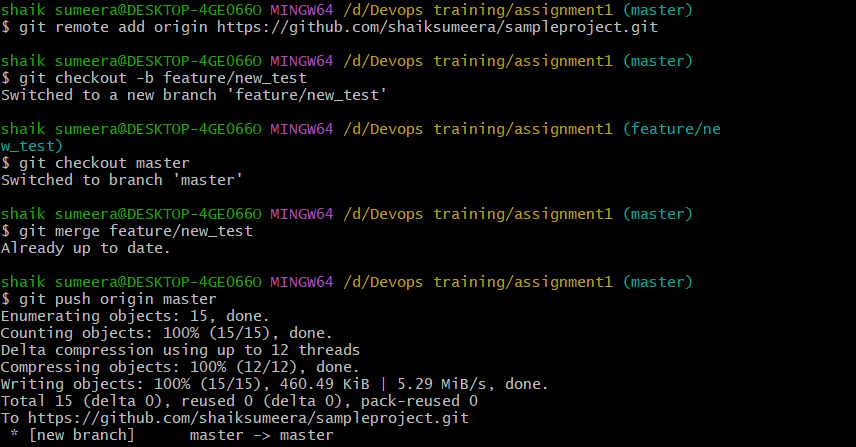 shaik sumeera@DESKTOP-4GE066O MINGW64 /d/Devops training/assignment1 (master)
$ git remote add origin https://github.com/shaiksumeera/sampleproject.git
shaik sumeera@DESKTOP-4GE066O MINGW64 /d/Devops training/assignment1 (master)
$ git checkout -b feature/new_test
Switched to a new branch 'feature/new_test'
shaik sumeera@DESKTOP-4GE066O MINGW64 /d/Devops training/assignment1 (feature/ne
w_test)
$ git checkout master
Switched to branch 'master'
shaik sumeera@DESKTOP-4GE066O MINGW64 /d/Devops training/assignment1 (master)
$ git merge feature/new_test
Already up to date.
shaik sumeera@DESKTOP-4GE066O MINGW64 /d/Devops training/assignment1 (master)
$ git push origin master
Enumerating objects: 15, done.
Counting objects: 100% (15/15), done.
Delta compression using up to 12 threads
Compressing objects: 100% (12/12), done.
Writing objects: 100% (15/15), 460.49 KiB | 5.29 MiB/s, done.
Total 15 (delta 0), reused 0 (delta 0), pack-reused 0
To https://github.com/shaiksumeera/sampleproject.git
 * [new branch]      master -> master